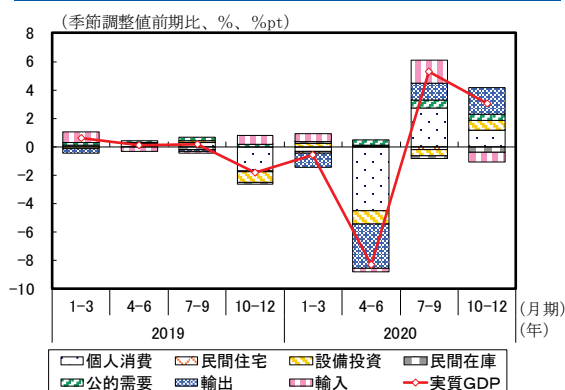 (季節調整値前期比、%、%pt)
8
6
4
2
0
−2
−4
−6
−8
−10
1−3 4−6 7−9 10−12 1−3 4−6 7−9 10−12 (月期)
2019 2020 (年)
個人消費 民間住宅 設備投資 民間在庫
公的需要 輸出 輸入 実質GDP